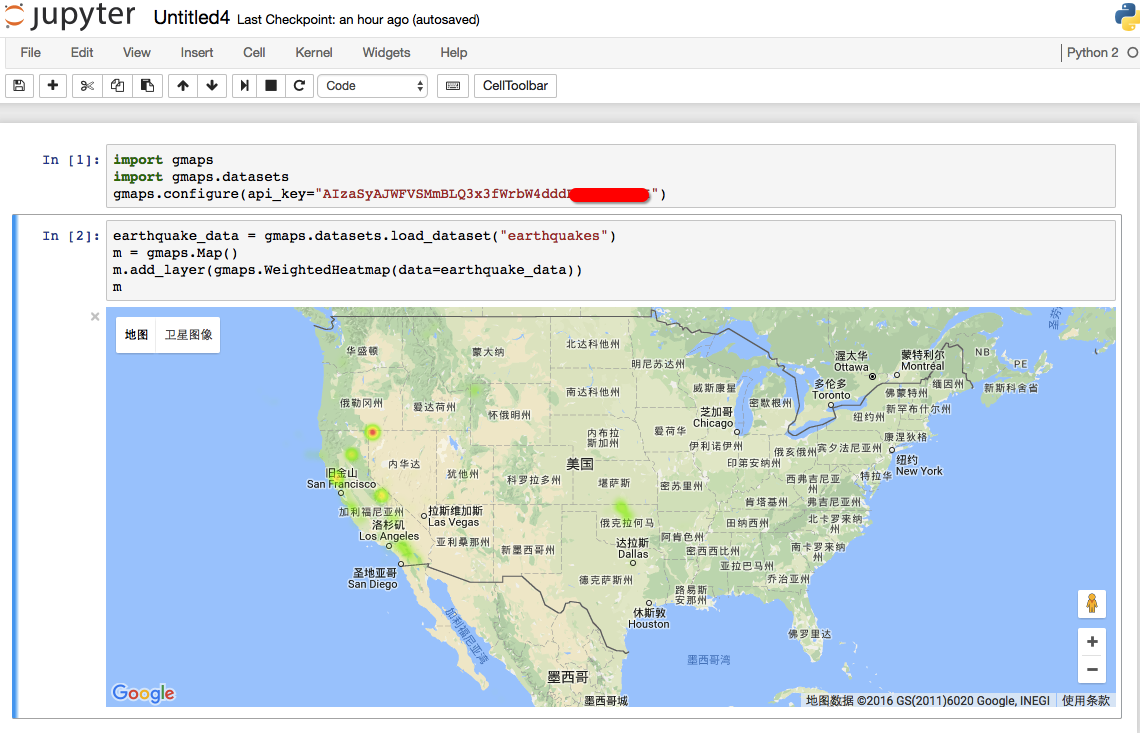 jupyter Untitled4 Last Checkpoint: an hour ago (autosaved)
File Edit View Insert Cell Kernel Widgets Help Python 2
Code CellToolbar
In [1]: import gmaps
import gmaps.datasets
gmaps.configure(api_key="AIzaSyAJWFVSMmBLQ3x3fWrbW4ddd")
In [2]: earthquake_data = gmaps.datasets.load_dataset("earthquakes")
m = gmaps.Map()
m.add_layer(gmaps.WeightedHeatmap(data=earthquake_data))
m
地图 卫星图像
华盛顿
蒙大纳
北达科他州
明尼苏达州
渥太华
Ottawa
蒙特利尔
Montréal
NB
PE
圣劳
俄勒冈州
爱达荷州
怀俄明州
南达科他州
威斯康星
密歇根州
多伦多
Toronto
佛蒙特州
缅因州
新斯科舍省
新罕布什尔州
纽约州
芝加哥
Chicago
内布拉
斯加州
爱荷华
伊利诺伊州
印第安纳州
俄亥俄州
宾夕法尼亚州
康涅狄格
纽约
New York
旧金山
San Francisco
内华达
犹他州
科罗拉多州
美国
堪萨斯
密苏里州
西弗吉尼亚
州
特拉华
肯塔基州
弗吉尼亚州
加利福尼亚州
拉斯维加斯
Las Vegas
俄克拉何马
田纳西州
北卡罗来纳
州
洛杉矶
Los Angeles
亚利桑那州
新墨西哥州
达拉斯
Dallas
阿肯色州
密西西比州
南卡罗来纳
州
亚拉巴马州
乔治亚州
圣地亚哥
San Diego
德克萨斯州
路易斯
安那州
休斯敦
Houston
佛罗里达
加利福尼亚湾
墨西哥湾
墨西哥
墨西哥城
+
−
Google
地图数据 ©2016 GS(2011)6020 Google, INEGI 使用条款